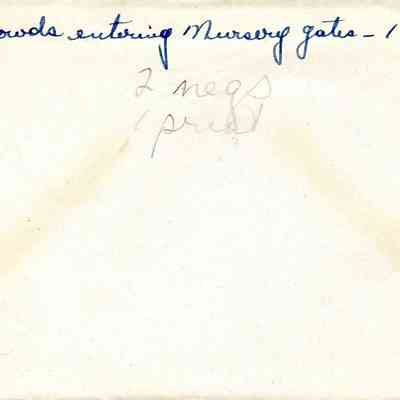 owds entering Nursery gates - 1
2 negs
1 print